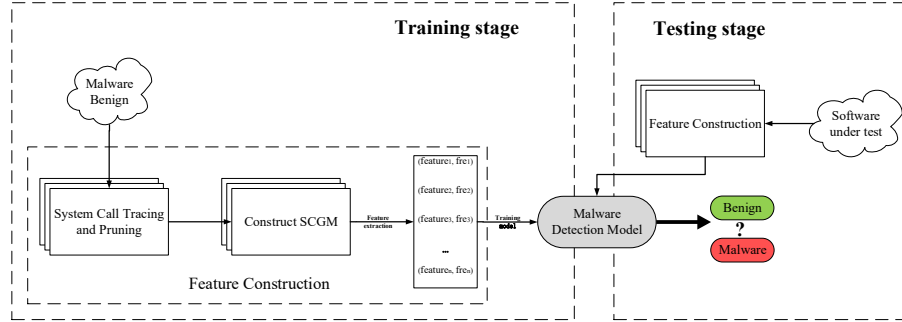 Training stage
Malware
Benign
System Call Tracing
and Pruning
Construct SCGM
Feature
extraction
(feature₁, fre₁)
(feature₂, fre₂)
(feature₃, fre₃)
...
(featureₙ, freₙ)
Feature Construction
Training
model
Malware
Detection Model
Testing stage
Feature Construction
Software
under test
Benign
?
Malware